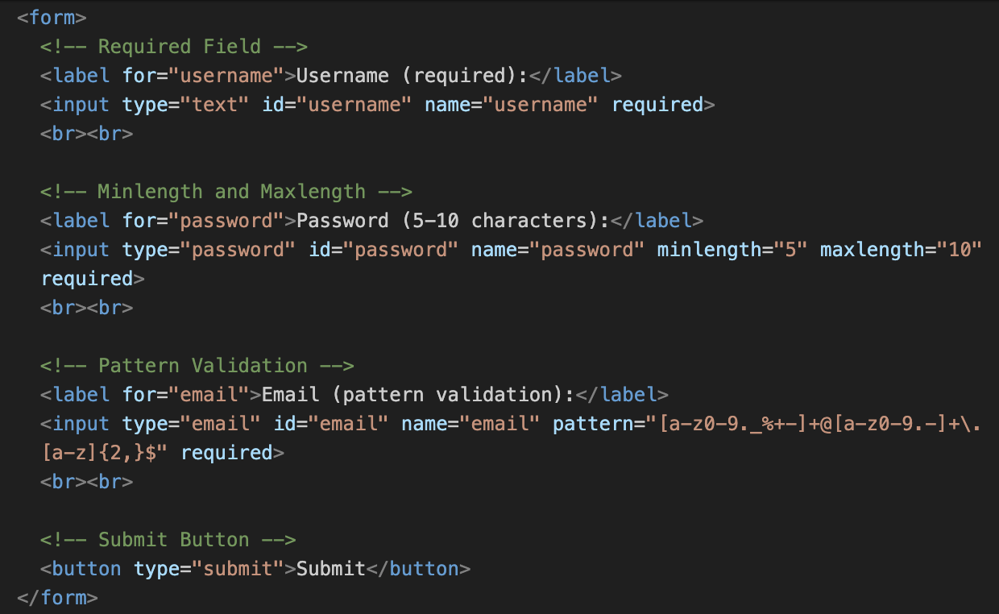 <form>
<!-- Required Field -->
<label for="username">Username (required):</label>
<input type="text" id="username" name="username" required>
<br><br>
<!-- Minlength and Maxlength -->
<label for="password">Password (5-10 characters):</label>
<input type="password" id="password" name="password" minlength="5" maxlength="10"
required>
<br><br>
<!-- Pattern Validation -->
<label for="email">Email (pattern validation):</label>
<input type="email" id="email" name="email" pattern="[a-z0-9._%+-]+@[a-z0-9.-]+\.
[a-z]{2,}$" required>
<br><br>
<!-- Submit Button -->
<button type="submit">Submit</button>
</form>